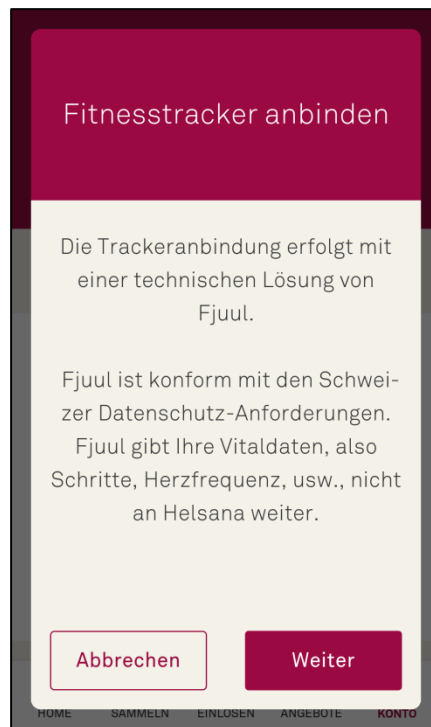 Fitnesstracker anbinden
Die Trackeranbindung erfolgt mit
einer technischen Lösung von
Fjuul.
Fjuul ist konform mit den Schwei-
zer Datenschutz-Anforderungen.
Fjuul gibt Ihre Vitaldaten, also
Schritte, Herzfrequenz, usw., nicht
an Helsana weiter.
Abbrechen Weiter
HOME SAMMELN EINLÖSEN ANGEBOTE KONTO